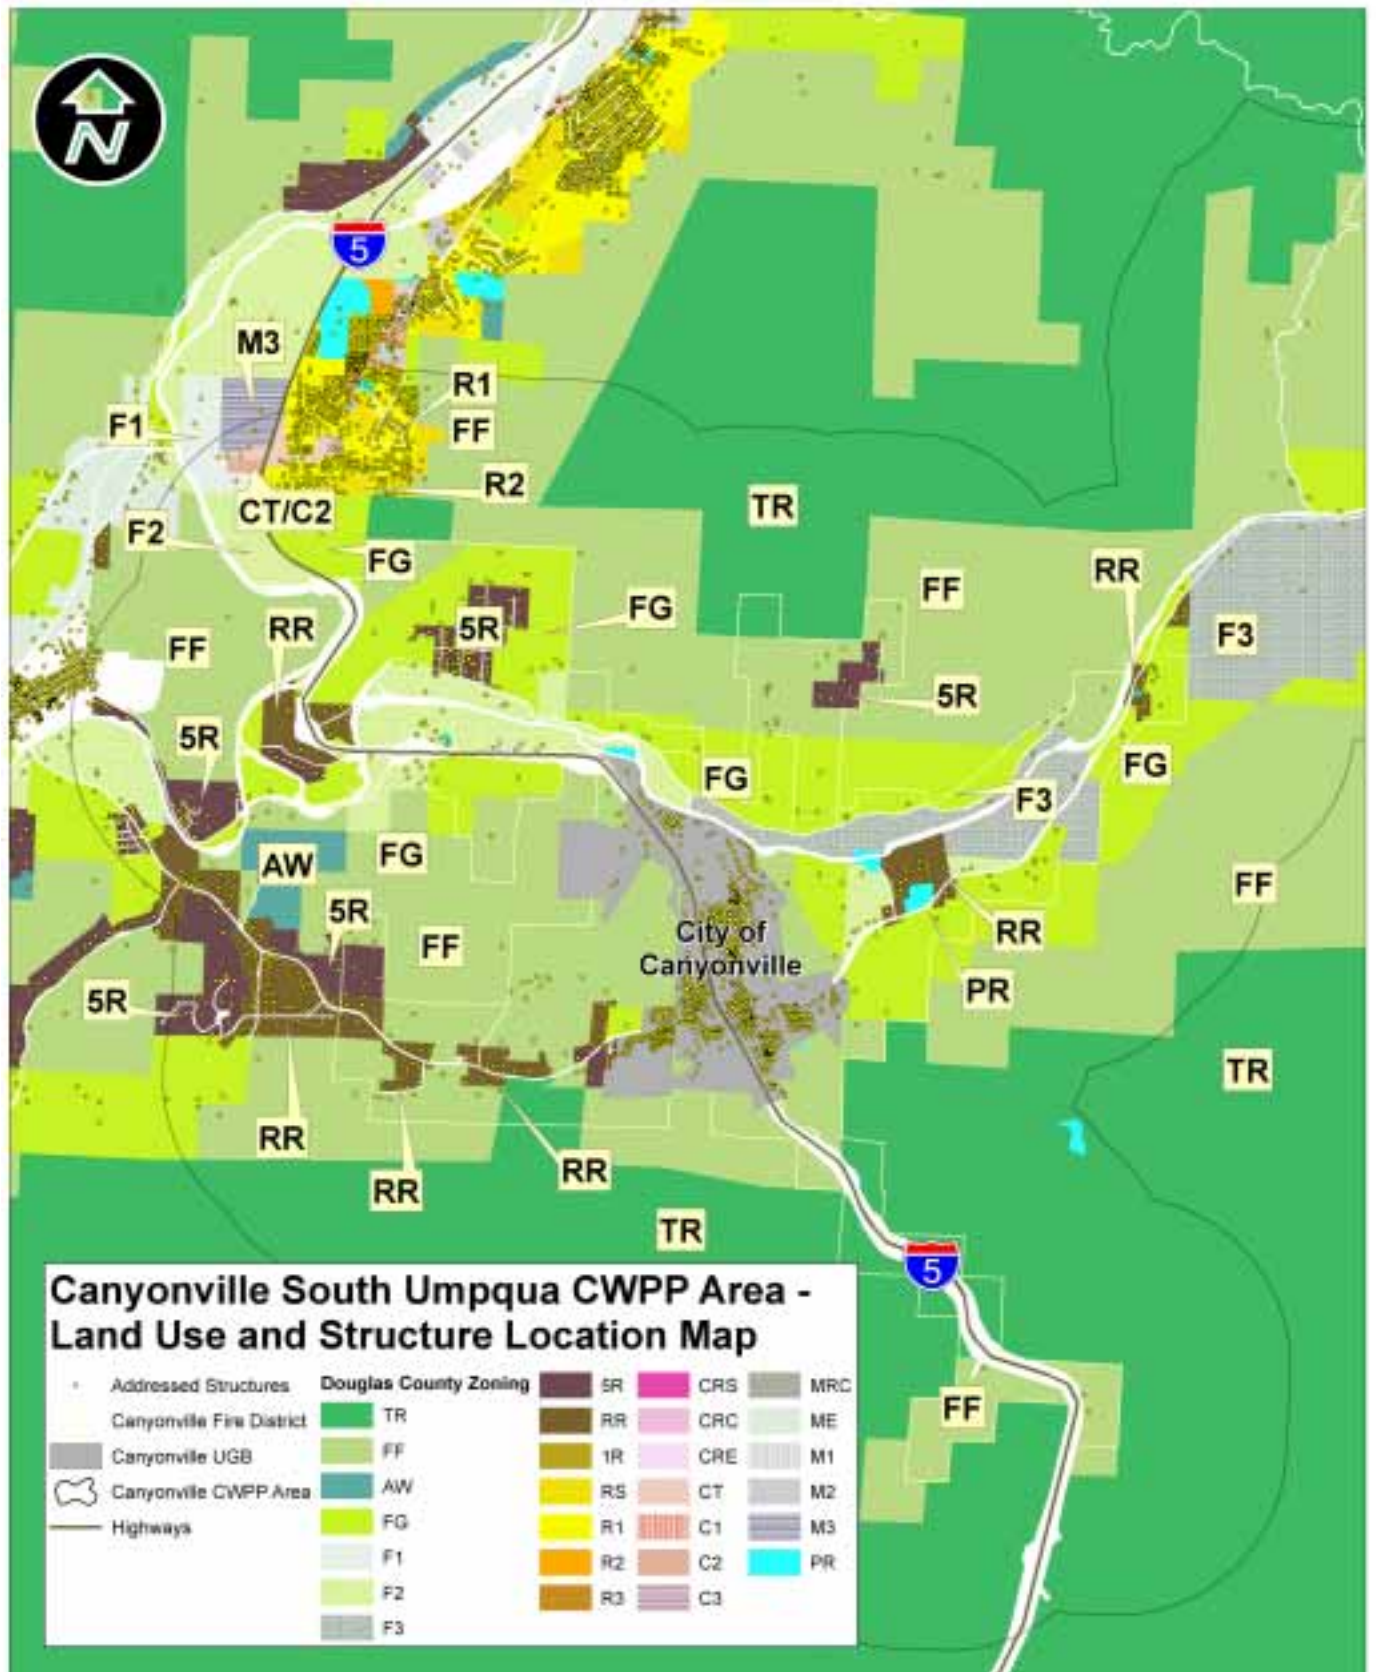 N
5
M3
R1
F1
FF
R2
CT/C2
TR
F2
FG
FF
RR
FG
5R
RR
F3
FF
RR
5R
5R
FG
FG
F3
AW
FG
FF
5R
FF
City of
Canyonville
RR
5R
PR
TR
RR
RR
RR
TR
5
FF
Canyonville South Umpqua CWPP Area -
Land Use and Structure Location Map
Addressed Structures
Canyonville Fire District
Canyonville UGB
Canyonville CWPP Area
Highways
Douglas County Zoning
TR
FF
AW
FG
F1
F2
F3
5R
RR
1R
RS
R1
R2
R3
CRS
CRC
CRE
CT
C1
C2
C3
MRC
ME
M1
M2
M3
PR